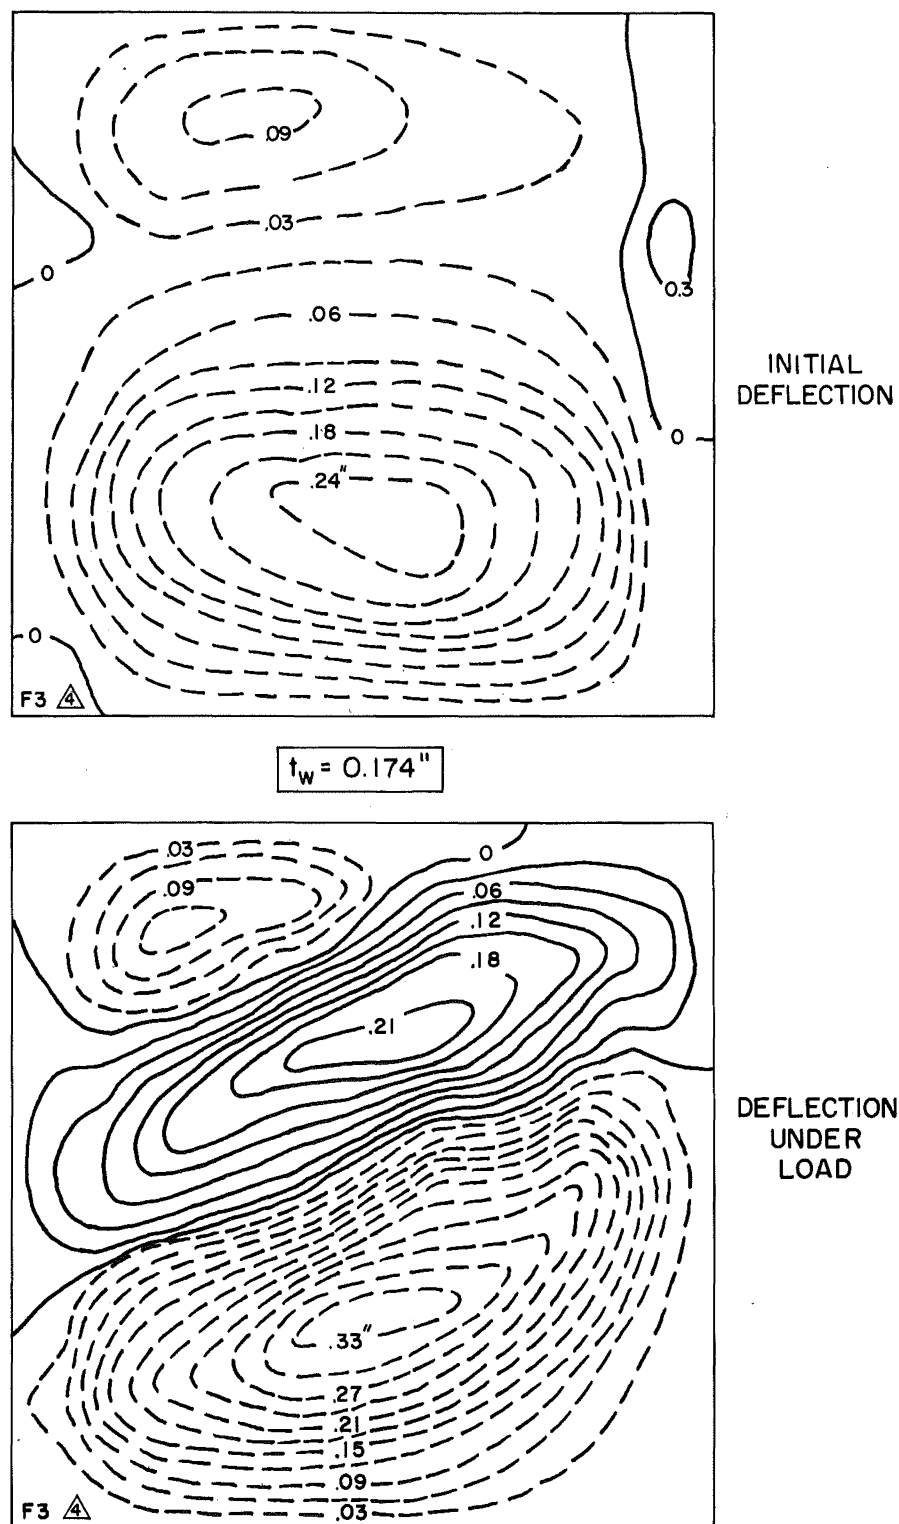 .09
.03
0
0.3
.06
INITIAL
DEFLECTION
.12
.18
0
.24"
0
F3 4
tw = 0.174"
.03
0
.09
.06
.12
.18
.21
DEFLECTION
UNDER
LOAD
.33"
.27
.21
.15
.09
.03
F3 4